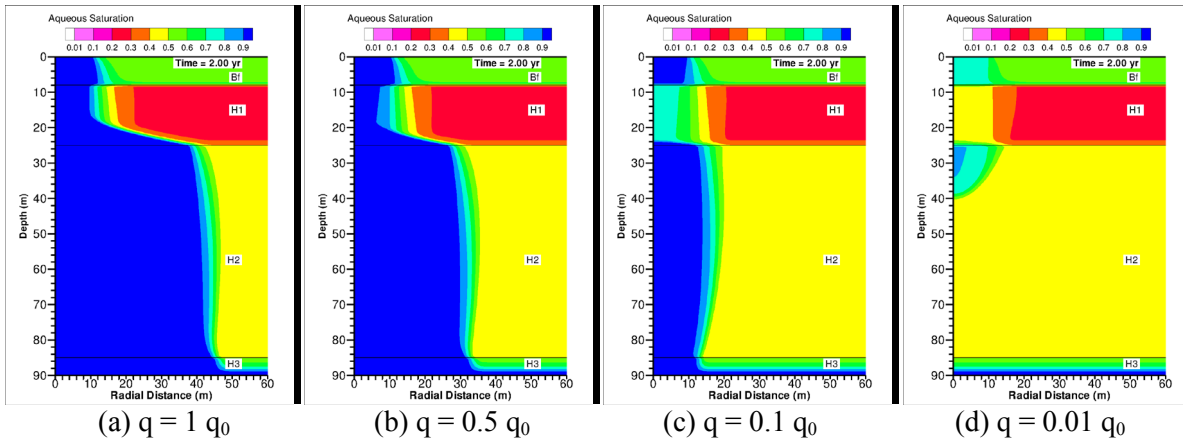 Aqueous Saturation
0.01 0.1 0.2 0.3 0.4 0.6 0.7 0.8 0.9
Time = 2.00 yr
Bf
H1
H2
H3
0
10
20
30
40
50
60
70
80
90
Depth (m)
0 10 20 30 40 50 60
Radial Distance (m)
(a) q = 1 q0
Aqueous Saturation
0.01 0.1 0.2 0.3 0.4 0.6 0.7 0.8 0.9
Time = 2.00 yr
Bf
H1
H2
H3
0
10
20
30
40
50
60
70
80
90
Depth (m)
0 10 20 30 40 50 60
Radial Distance (m)
(b) q = 0.5 q0
Aqueous Saturation
0.01 0.1 0.2 0.3 0.4 0.6 0.7 0.8 0.9
Time = 2.00 yr
Bf
H1
H2
H3
0
10
20
30
40
50
60
70
80
90
Depth (m)
0 10 20 30 40 50 60
Radial Distance (m)
(c) q = 0.1 q0
Aqueous Saturation
0.01 0.1 0.2 0.3 0.4 0.6 0.7 0.8 0.9
Time = 2.00 yr
Bf
H1
H2
H3
0
10
20
30
40
50
60
70
80
90
Depth (m)
0 10 20 30 40 50 60
Radial Distance (m)
(d) q = 0.01 q0